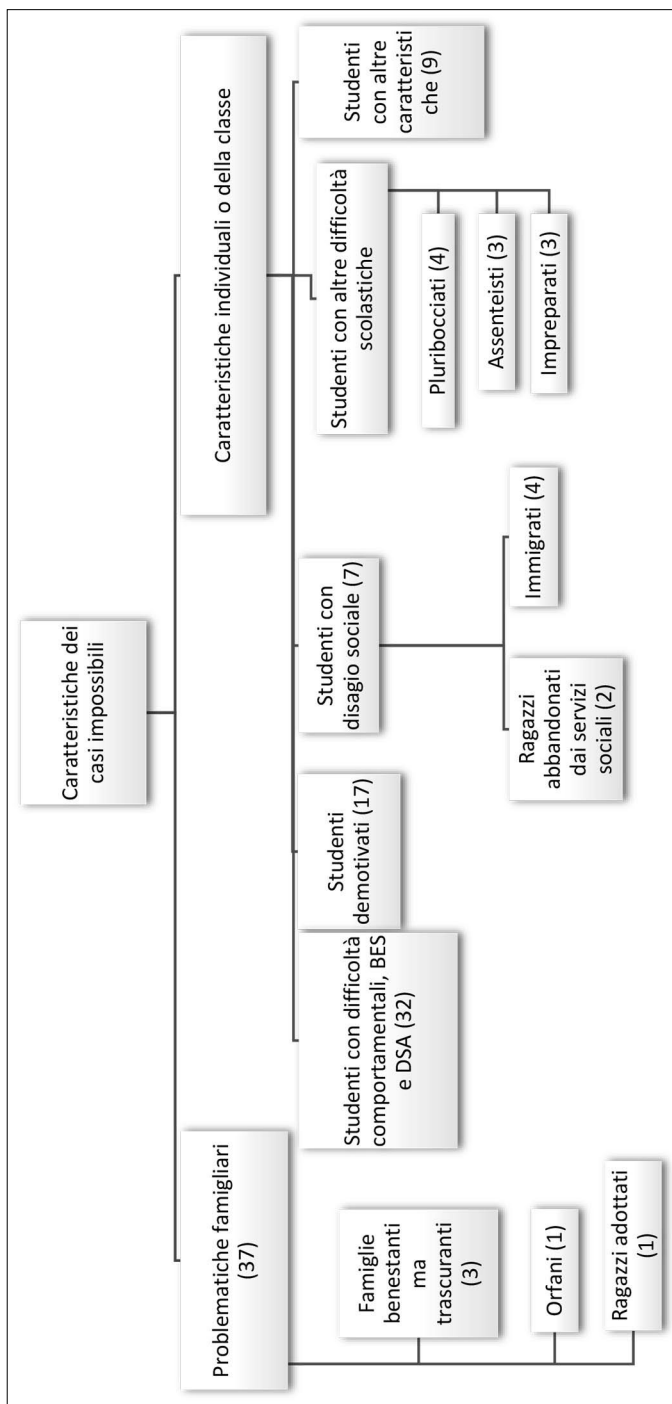 Caratteristiche dei
casi impossibili
Problematiche famigliari
(37)
Famiglie
benestanti
ma
trascuranti
(3)
Orfani (1)
Ragazzi adottati
(1)
Caratteristiche individuali o della classe
Studenti con difficoltà
comportamentali, BES
e DSA (32)
Studenti
demotivati (17)
Studenti con
disagio sociale (7)
Ragazzi
abbandonati
dai servizi
sociali (2)
Immigrati (4)
Studenti con altre difficoltà
scolastiche
Pluribocciati (4)
Assenteisti (3)
Impreparati (3)
Studenti
con altre
caratteristi
che (9)